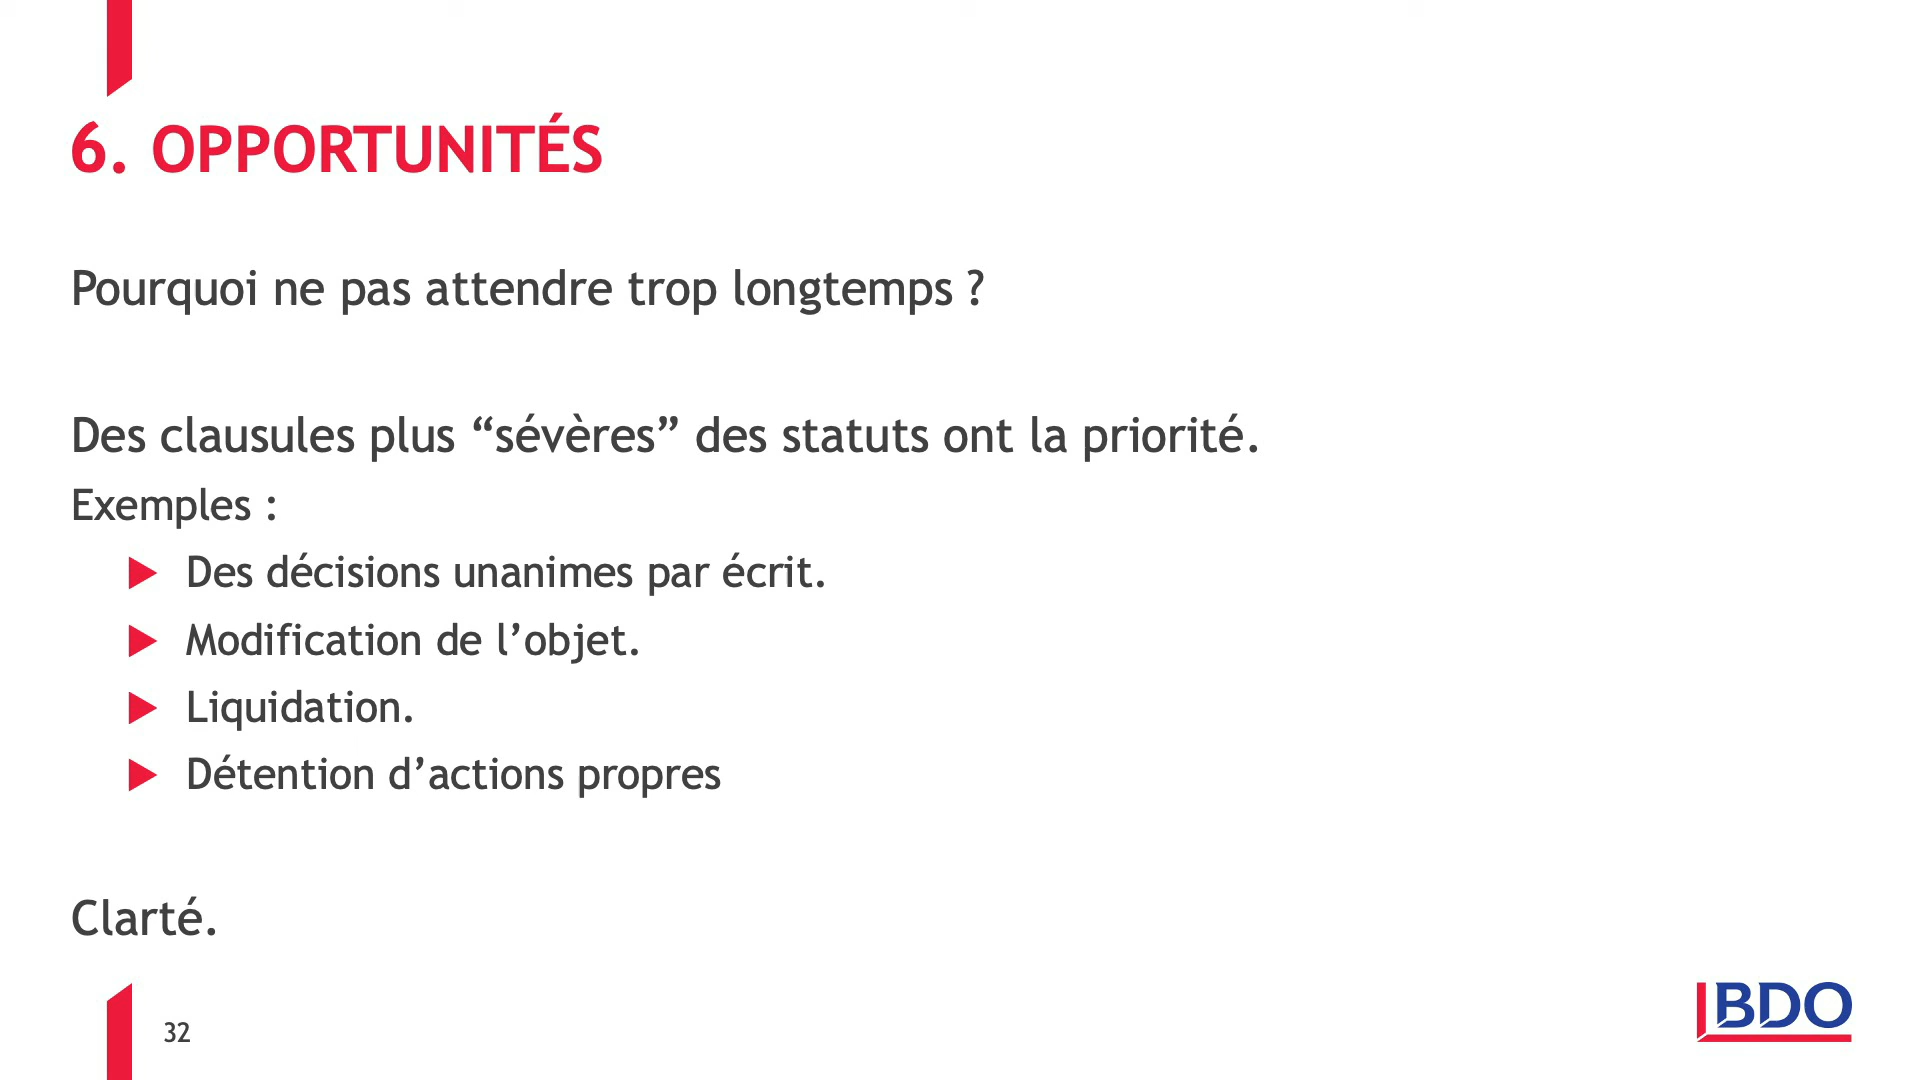 6. OPPORTUNITÉS
Pourquoi ne pas attendre trop longtemps ?
Des clausules plus “sévères” des statuts ont la priorité.
Exemples :
Des décisions unanimes par écrit.
Modification de l’objet.
Liquidation.
Détention d’actions propres
Clarté.
32
BDO